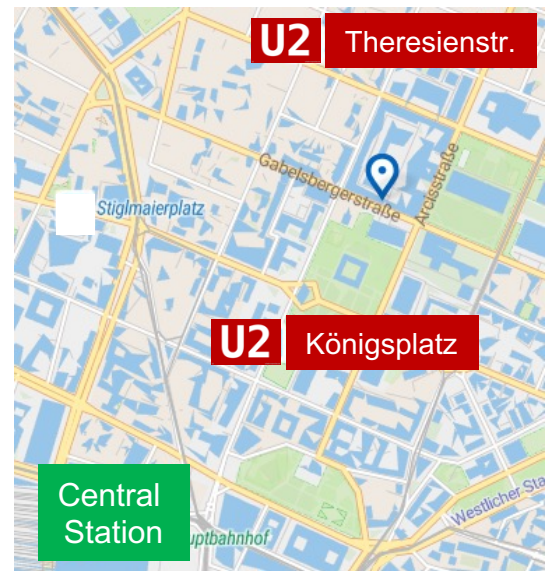 U2 Theresienstr.
Gabelsbergerstraße
Arcisstraße
Stiglmaierplatz
U2 Königsplatz
Central
Station
uptbahnhof
Westlicher Sta